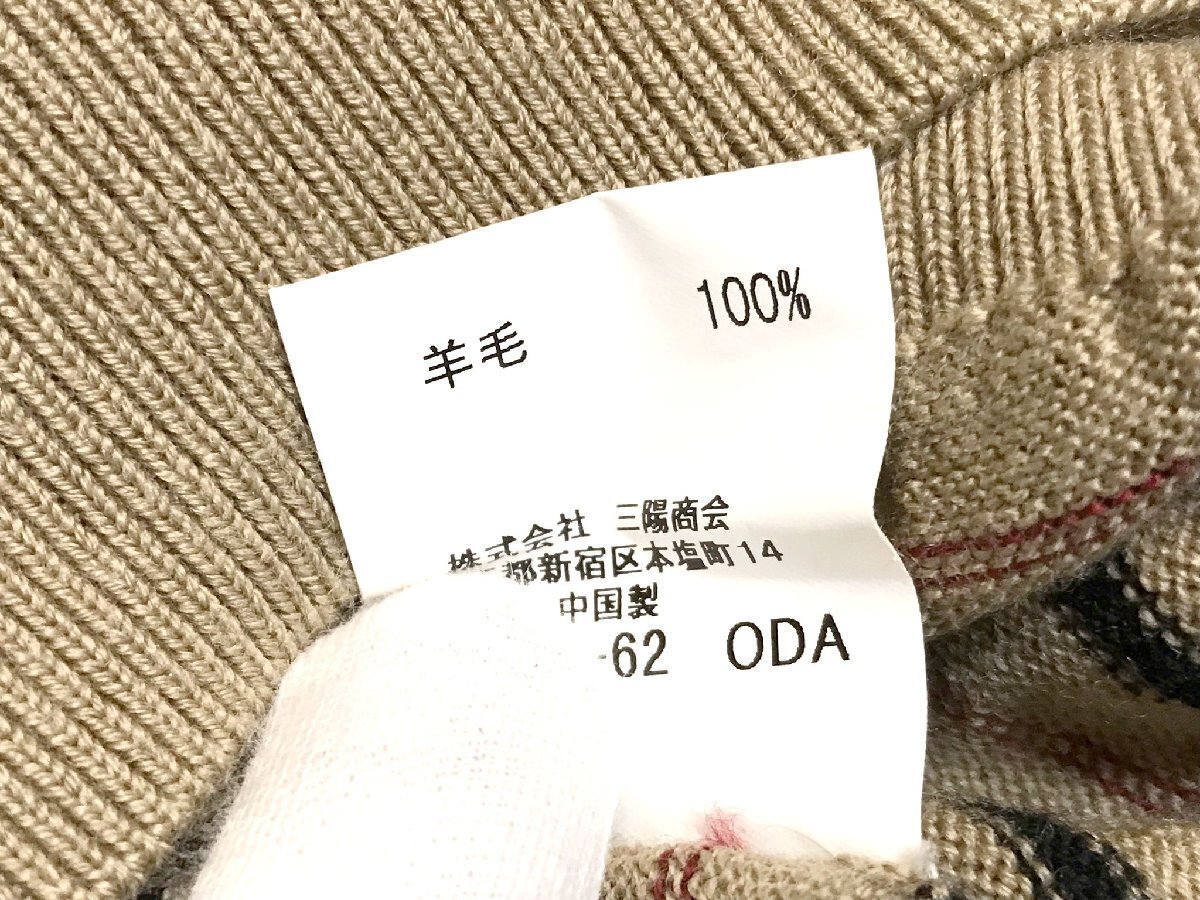 羊毛 100%
株式会社 三陽商会
都新宿区本塩町14
中国製
-62 ODA